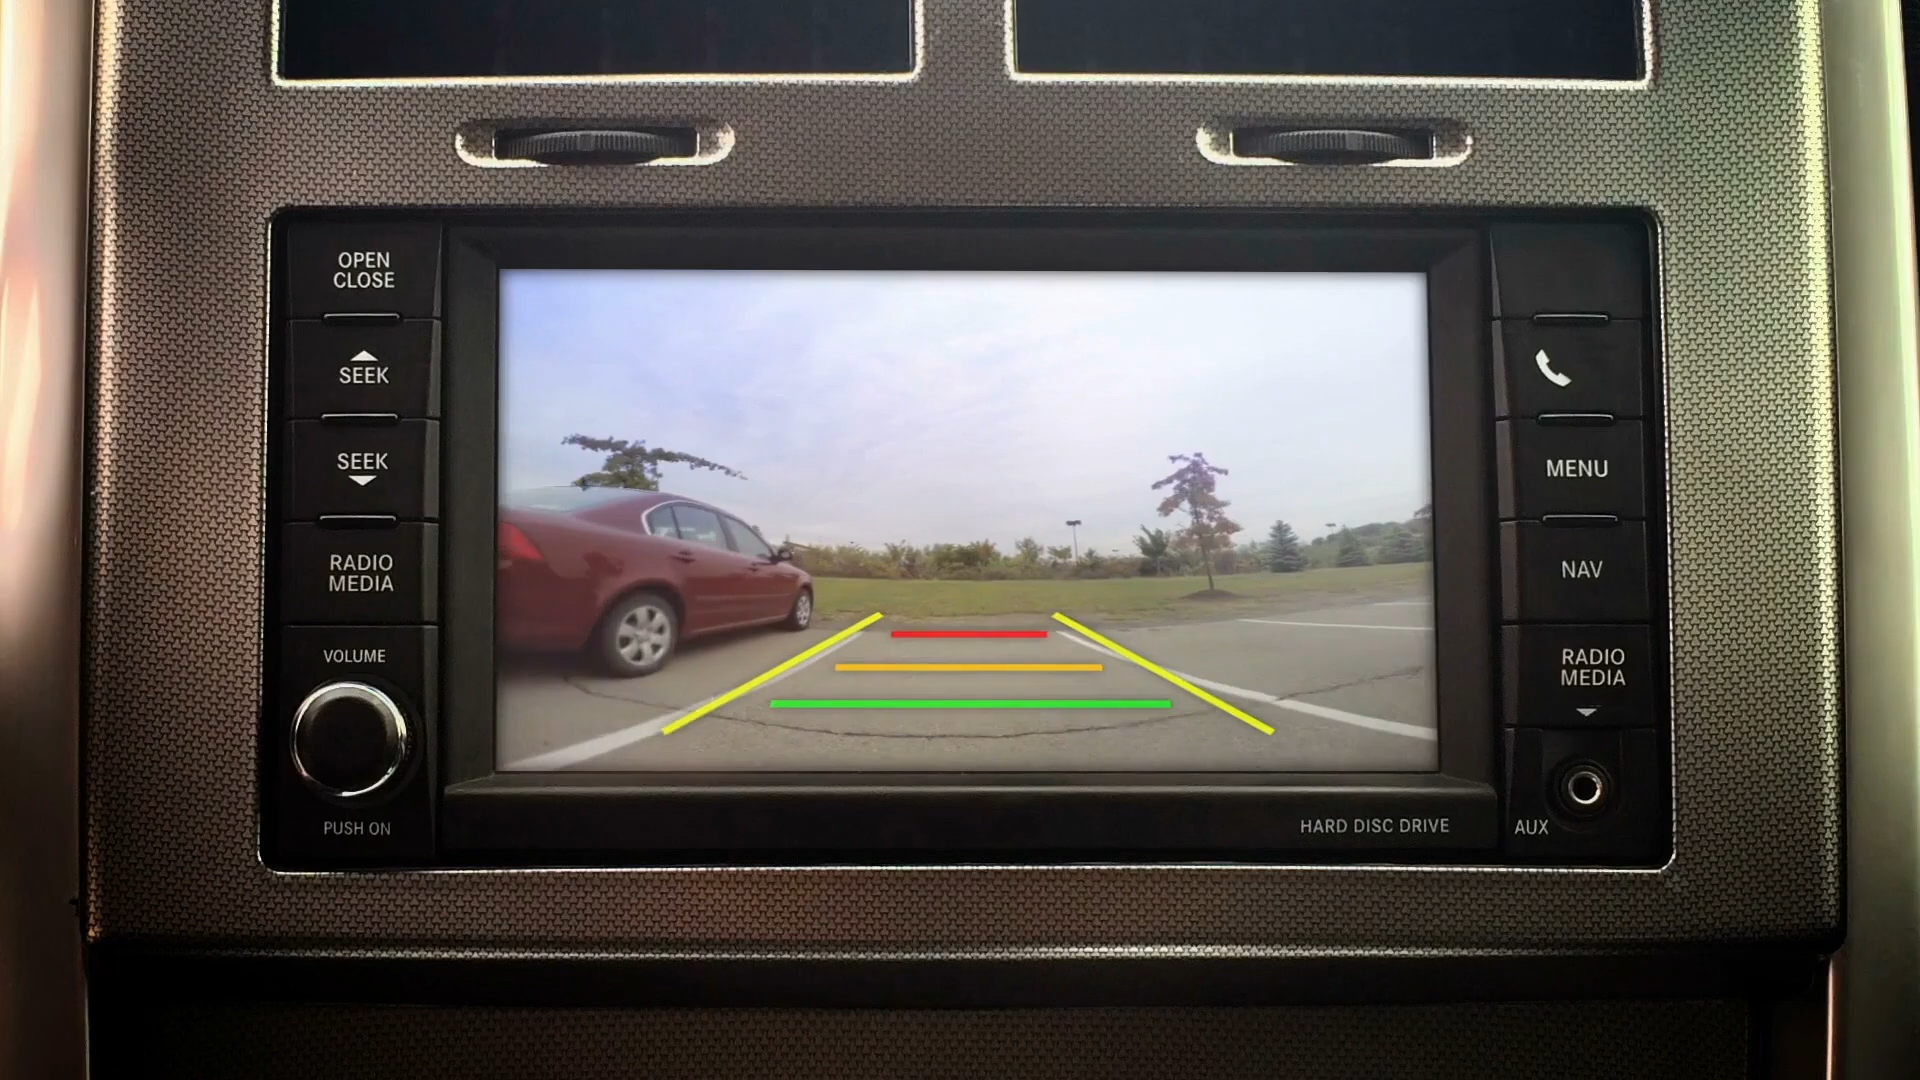 OPEN
CLOSE
SEEK
SEEK
RADIO
MEDIA
VOLUME
PUSH ON
MENU
NAV
RADIO
MEDIA
HARD DISC DRIVE
AUX